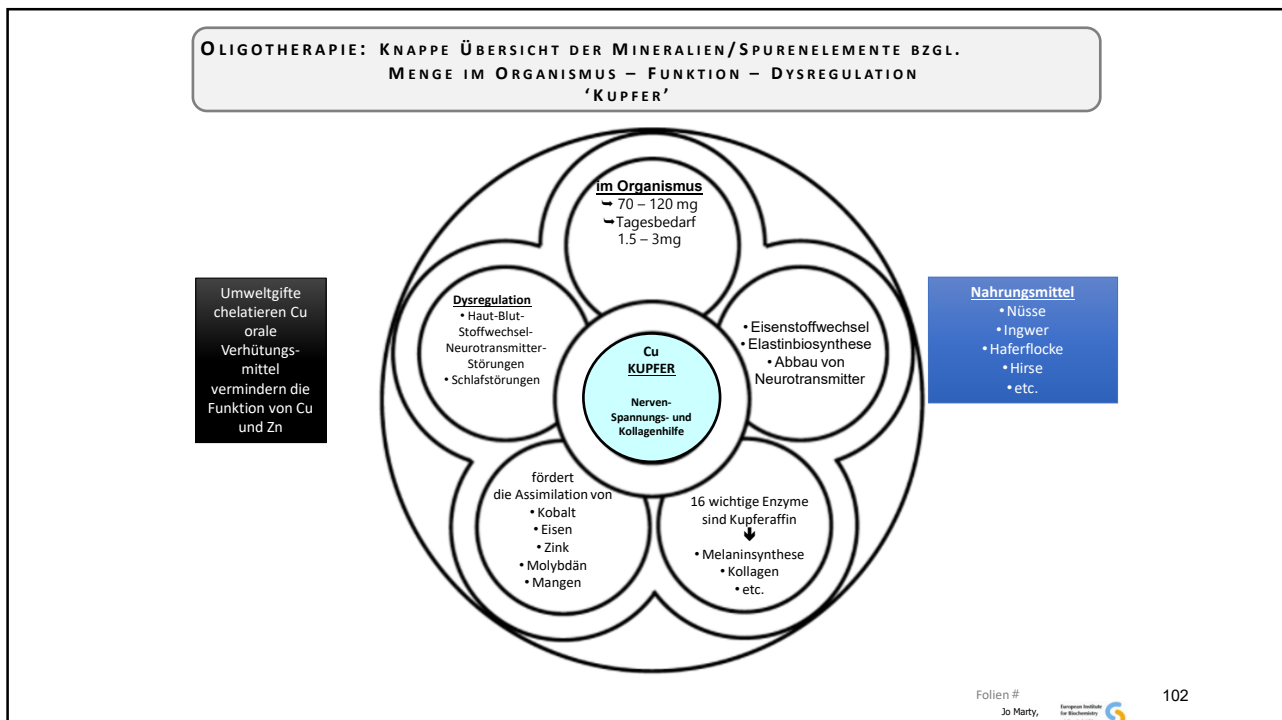 OLIGOTHERAPIE: KNAPPE ÜBERSICHT DER MINERALIEN/SPURENELEMENTE BZGL.
MENGE IM ORGANISMUS – FUNKTION – DYSREGULATION
‘KUPFER’
im Organismus
➥ 70 – 120 mg
➥Tagesbedarf
1.5 – 3mg
Umweltgifte
chelatieren Cu
orale
Verhütungs-
mittel
vermindern die
Funktion von Cu
und Zn
Dysregulation
• Haut-Blut-
Stoffwechsel-
Neurotransmitter-
Störungen
• Schlafstörungen
Cu
KUPFER
Nerven-
Spannungs- und
Kollagenhilfe
• Eisenstoffwechsel
• Elastinbiosynthese
• Abbau von
Neurotransmitter
Nahrungsmittel
• Nüsse
• Ingwer
• Haferflocke
• Hirse
• etc.
fördert
die Assimilation von
• Kobalt
• Eisen
• Zink
• Molybdän
• Mangen
16 wichtige Enzyme
sind Kupferaffin
🡻
• Melaninsynthese
• Kollagen
• etc.
Folien #
102
Jo Marty,
European Institute
for Biochemistry